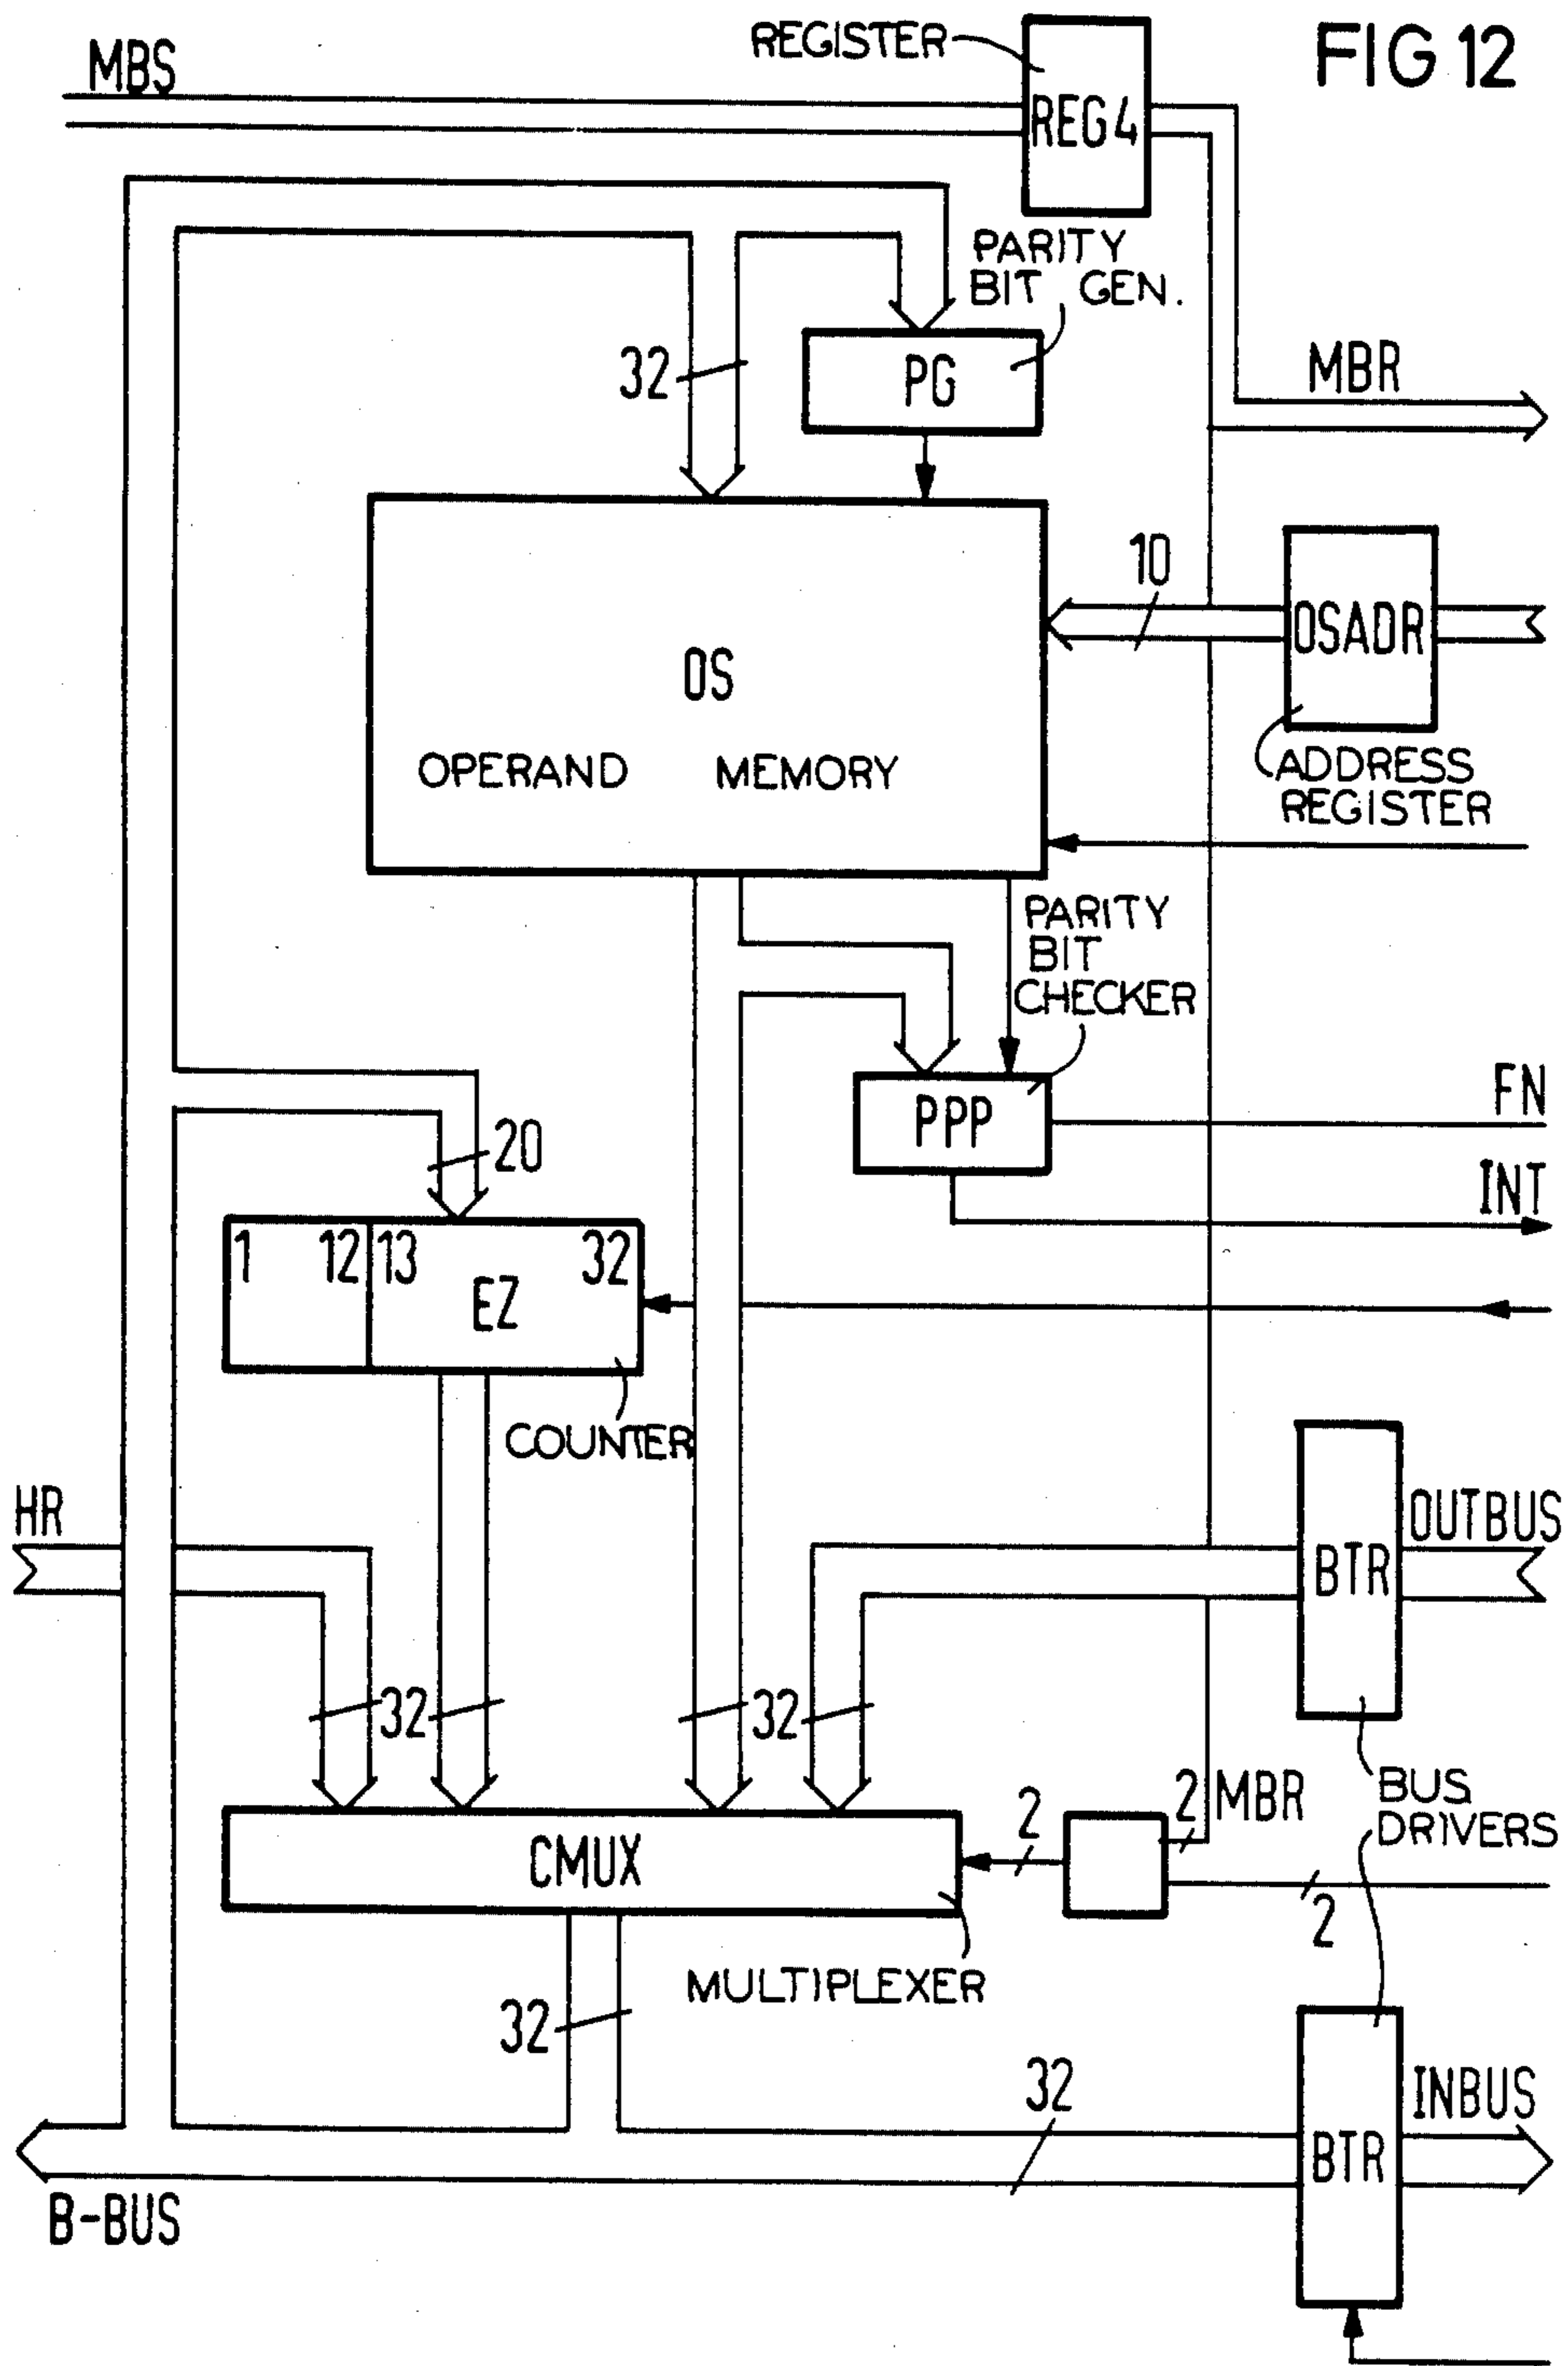 FIG 12
REGISTER
MBS
REG4
PARITY
BIT GEN.
32
PG
MBR
10
OSADR
OS
OPERAND MEMORY
ADDRESS
REGISTER
PARITY
BIT
CHECKER
FN
PPP
20
INT
1 12 13 32
EZ
COUNTER
HR
OUTBUS
BTR
32
32
2
2 MBR
BUS
DRIVERS
CMUX
2
MULTIPLEXER
32
32
INBUS
BTR
B-BUS